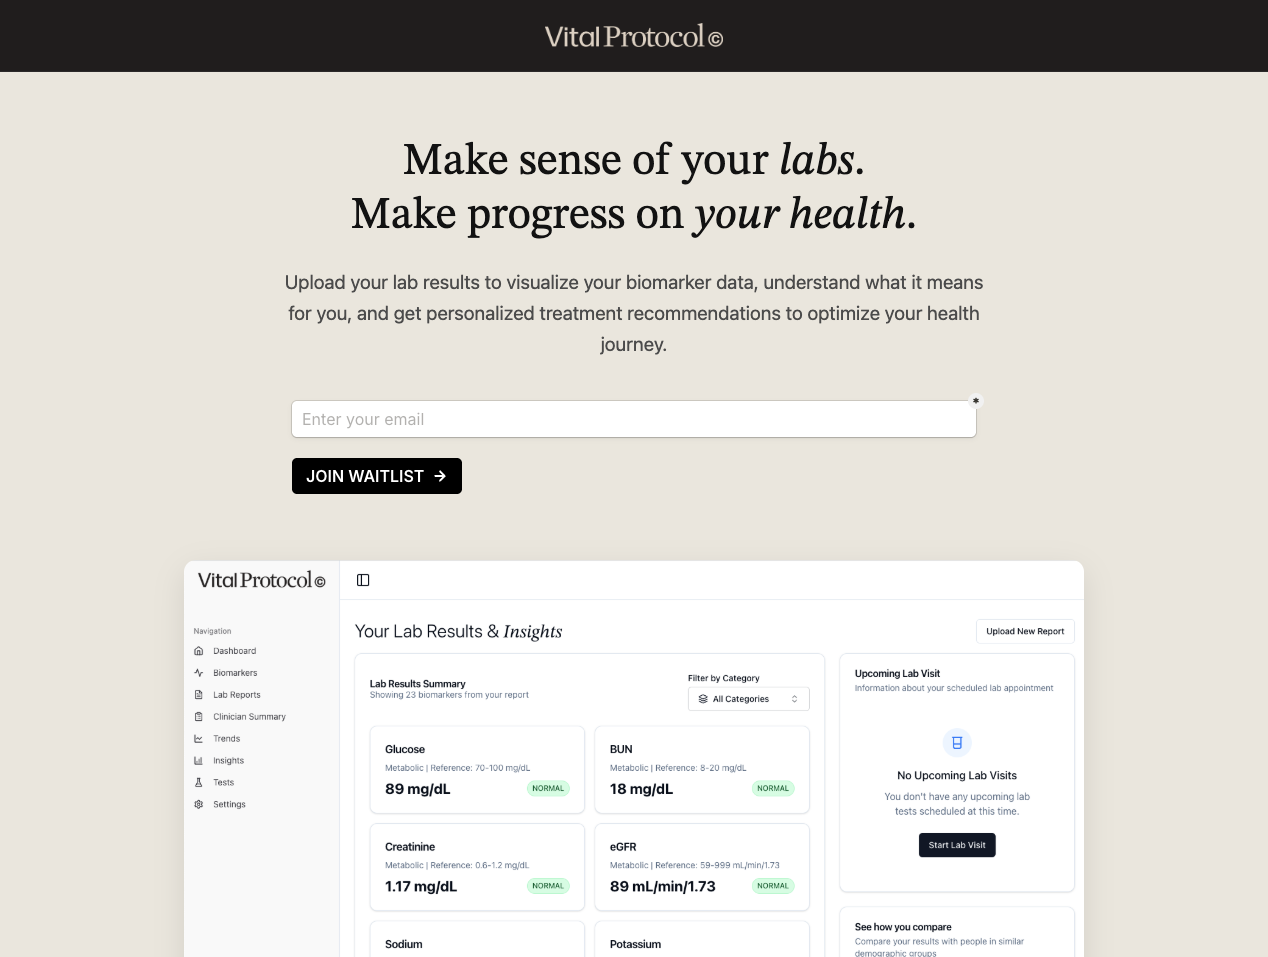 Vital Protocol ©
Make sense of your labs.
Make progress on your health.
Upload your lab results to visualize your biomarker data, understand what it means
for you, and get personalized treatment recommendations to optimize your health
journey.
Enter your email
*
JOIN WAITLIST →
Vital Protocol ©
Navigation
Dashboard
Biomarkers
Lab Reports
Clinician Summary
Trends
Insights
Tests
Settings
Your Lab Results & Insights
Upload New Report
Lab Results Summary
Showing 23 biomarkers from your report
Filter by Category
All Categories
Glucose
Metabolic | Reference: 70-100 mg/dL
89 mg/dL
NORMAL
BUN
Metabolic | Reference: 8-20 mg/dL
18 mg/dL
NORMAL
Creatinine
Metabolic | Reference: 0.6-1.2 mg/dL
1.17 mg/dL
NORMAL
eGFR
Metabolic | Reference: 59-999 mL/min/1.73
89 mL/min/1.73
NORMAL
Sodium
Potassium
Upcoming Lab Visit
Information about your scheduled lab appointment
No Upcoming Lab Visits
You don't have any upcoming lab
tests scheduled at this time.
Start Lab Visit
See how you compare
Compare your results with people in similar
demographic groups